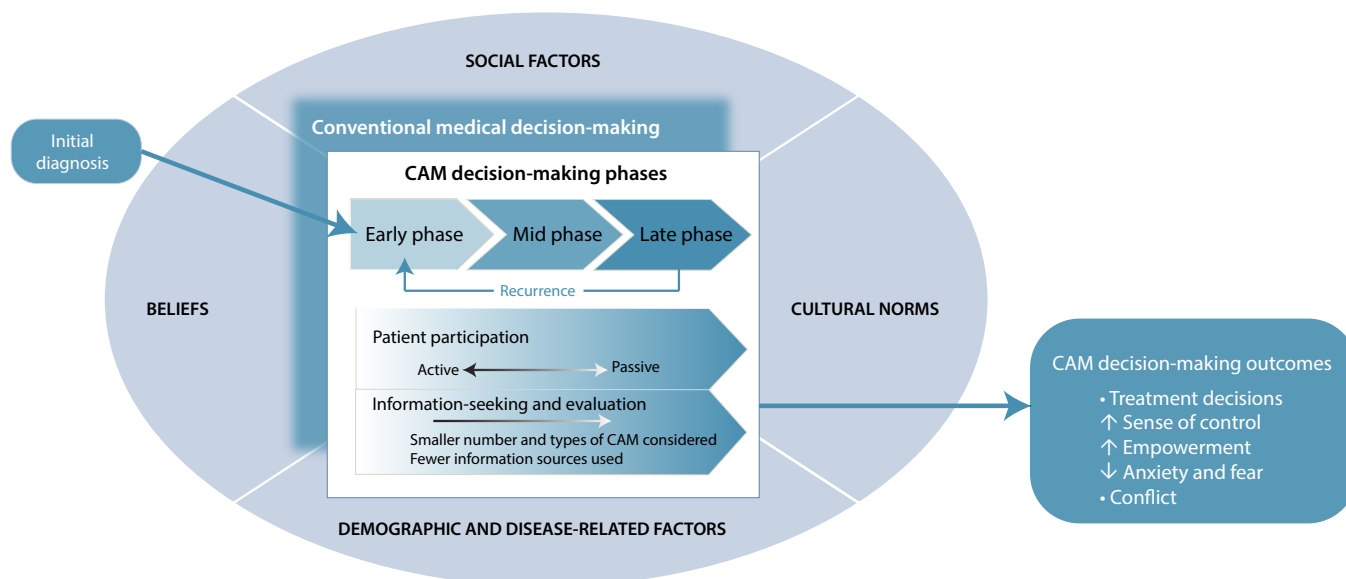 SOCIAL FACTORS
Initial
diagnosis
Conventional medical decision-making
CAM decision-making phases
Early phase
Mid phase
Late phase
Recurrence
BELIEFS
CULTURAL NORMS
Patient participation
Active
Passive
Information-seeking and evaluation
Smaller number and types of CAM considered
Fewer information sources used
DEMOGRAPHIC AND DISEASE-RELATED FACTORS
CAM decision-making outcomes
• Treatment decisions
↑ Sense of control
↑ Empowerment
↓ Anxiety and fear
• Conflict